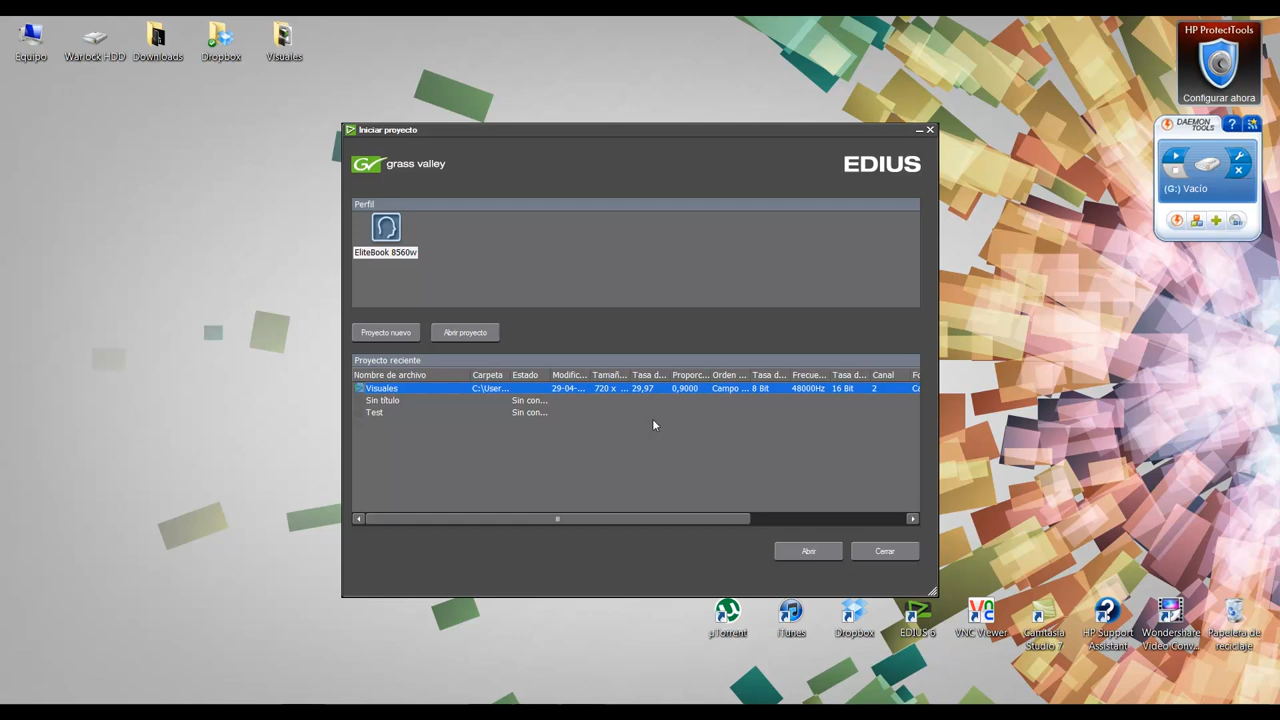 Equipo
Warlock HDD
Downloads
Dropbox
Visuales
HP ProtectTools
Configurar ahora
DAEMON
TOOLS
?
(G:) Vacío
Iniciar proyecto
GV grass valley
EDIUS
Perfil
EliteBook 8560w
Proyecto nuevo
Abrir proyecto
Proyecto reciente
Nombre de archivo Carpeta Estado Modific... Tamañ... Tasa d... Proporc... Orden ... Tasa d... Frecue... Tasa d... Canal Fo
Visuales C:\User... 29-04-... 720 x ... 29,97 0,9000 Campo ... 8 Bit 48000Hz 16 Bit 2 Ca
Sin título Sin con...
Test Sin con...
Abrir
Cerrar
µTorrent
iTunes
Dropbox
EDIUS 6
VNC Viewer
Camtasia
Studio 7
HP Support
Assistant
Wondershare
Video Conv...
Papelera de
reciclaje